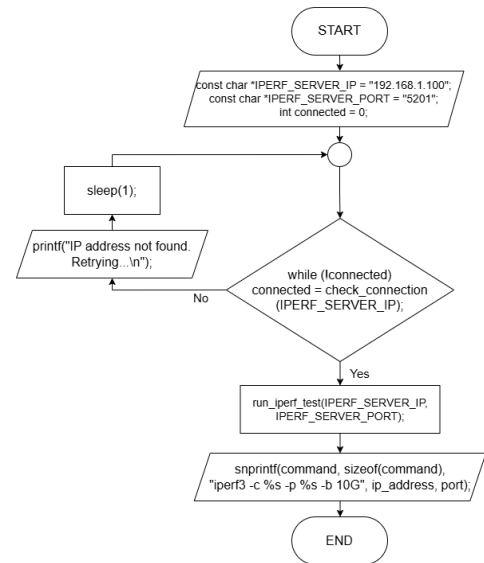 START
const char *IPERF_SERVER_IP = "192.168.1.100";
const char *IPERF_SERVER_PORT = "5201";
int connected = 0;
sleep(1);
printf("IP address not found.
Retrying...\n");
while (!connected)
connected = check_connection
(IPERF_SERVER_IP);
No
Yes
run_iperf_test(IPERF_SERVER_IP,
IPERF_SERVER_PORT);
snprintf(command, sizeof(command),
"iperf3 -c %s -p %s -b 10G", ip_address, port);
END